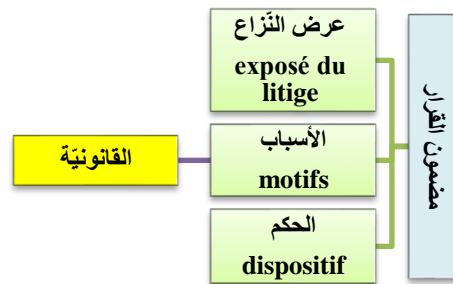 مضمون القرار
عرض النّزاع
exposé du
litige
الأسباب
motifs
القانونيّة
الحكم
dispositif